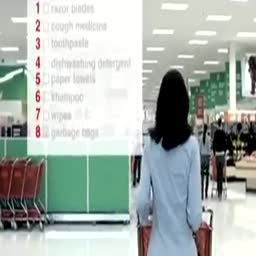 1 razor blades
2 cough medicine
3 toothpaste
4 dishwashing detergent
5 paper towels
6 shampoo
7 wipes
8 garbage bags